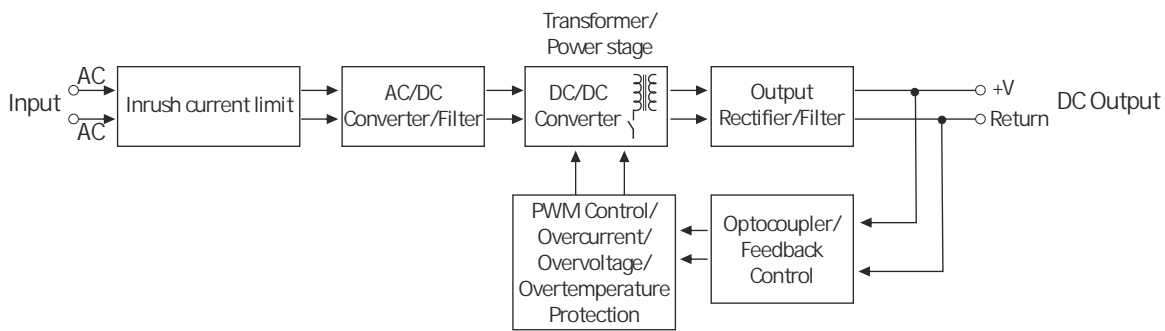 Transformer/
Power stage
Input
AC
AC
Inrush current limit
AC/DC
Converter/Filter
DC/DC
Converter
Output
Rectifier/Filter
+V
Return
DC Output
PWM Control/
Overcurrent/
Overvoltage/
Overtemperature
Protection
Optocoupler/
Feedback
Control